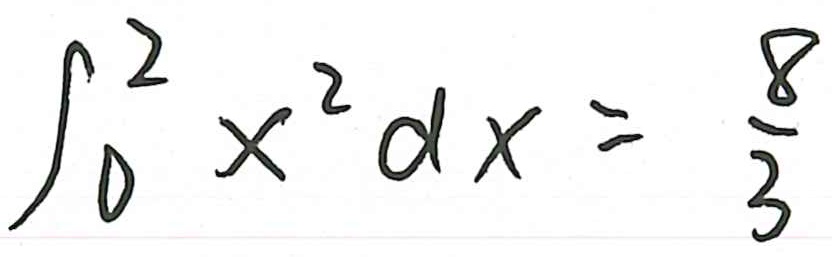 ∫₀² x² dx = 8/3